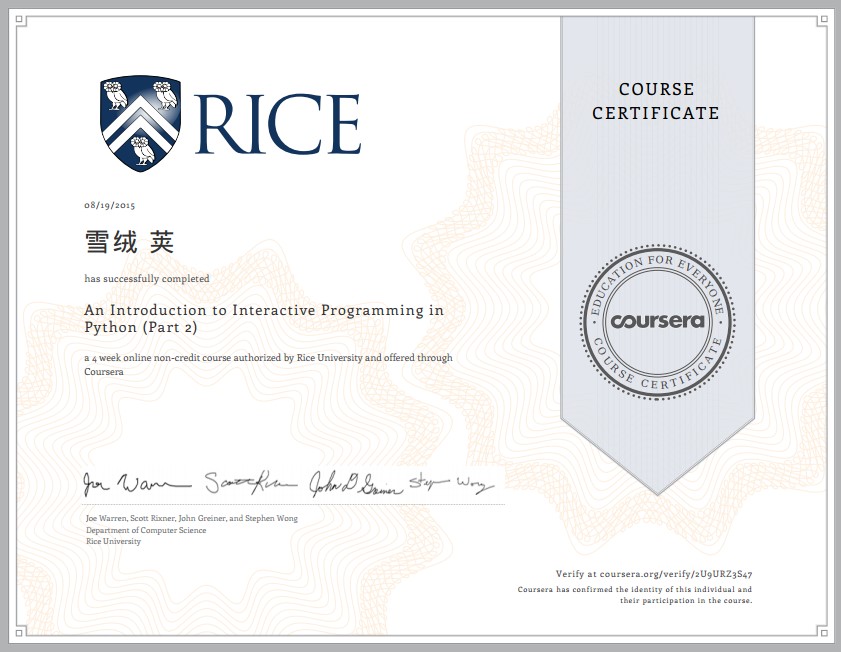 RICE
COURSE
CERTIFICATE
08/19/2015
雪绒 荚
has successfully completed
An Introduction to Interactive Programming in
Python (Part 2)
a 4 week online non-credit course authorized by Rice University and offered through
Coursera
EDUCATION FOR EVERYONE
coursera
COURSE CERTIFICATE
Joe Warren Scott Rixner John D Greiner Stephen Wong
Joe Warren, Scott Rixner, John Greiner, and Stephen Wong
Department of Computer Science
Rice University
Verify at coursera.org/verify/2U9URZ3S47
Coursera has confirmed the identity of this individual and
their participation in the course.